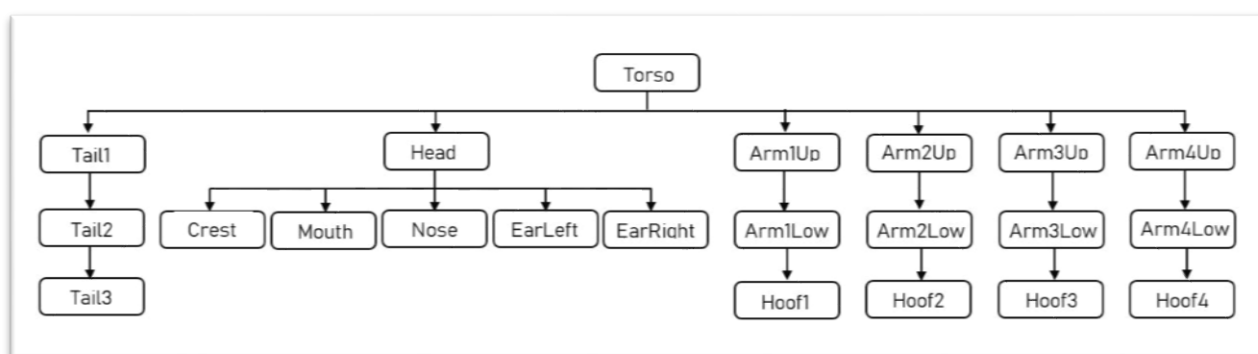 Torso
Tail1
Head
Arm1Up
Arm2Up
Arm3Up
Arm4Up
Tail2
Crest
Mouth
Nose
EarLeft
EarRight
Arm1Low
Arm2Low
Arm3Low
Arm4Low
Tail3
Hoof1
Hoof2
Hoof3
Hoof4